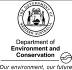 Department of
Environment and
Conservation
Our environment, our future